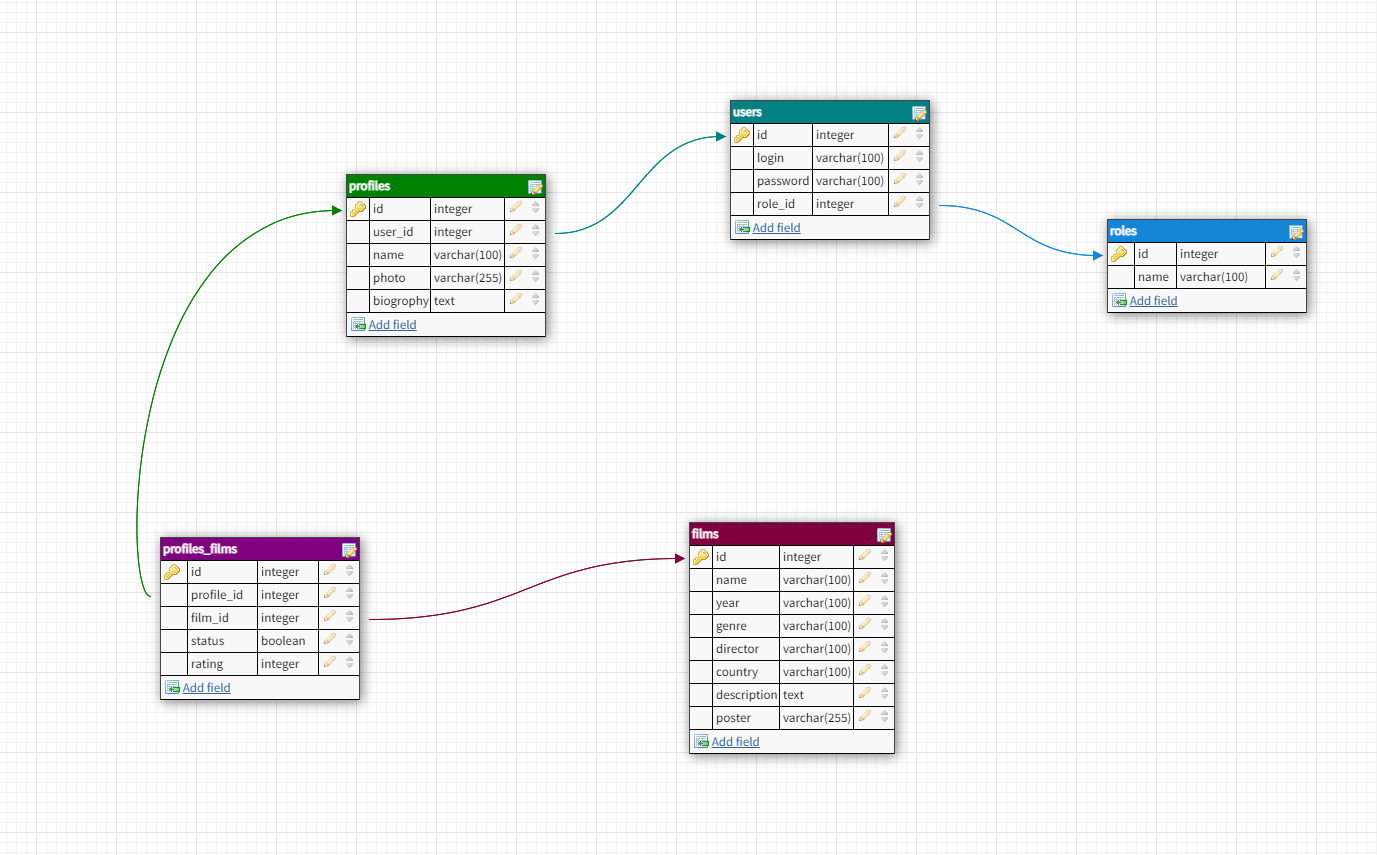 users
id integer
login varchar(100)
password varchar(100)
role_id integer
Add field
profiles
id integer
user_id integer
name varchar(100)
photo varchar(255)
biogrophy text
Add field
roles
id integer
name varchar(100)
Add field
profiles_films
id integer
profile_id integer
film_id integer
status boolean
rating integer
Add field
films
id integer
name varchar(100)
year varchar(100)
genre varchar(100)
director varchar(100)
country varchar(100)
description text
poster varchar(255)
Add field